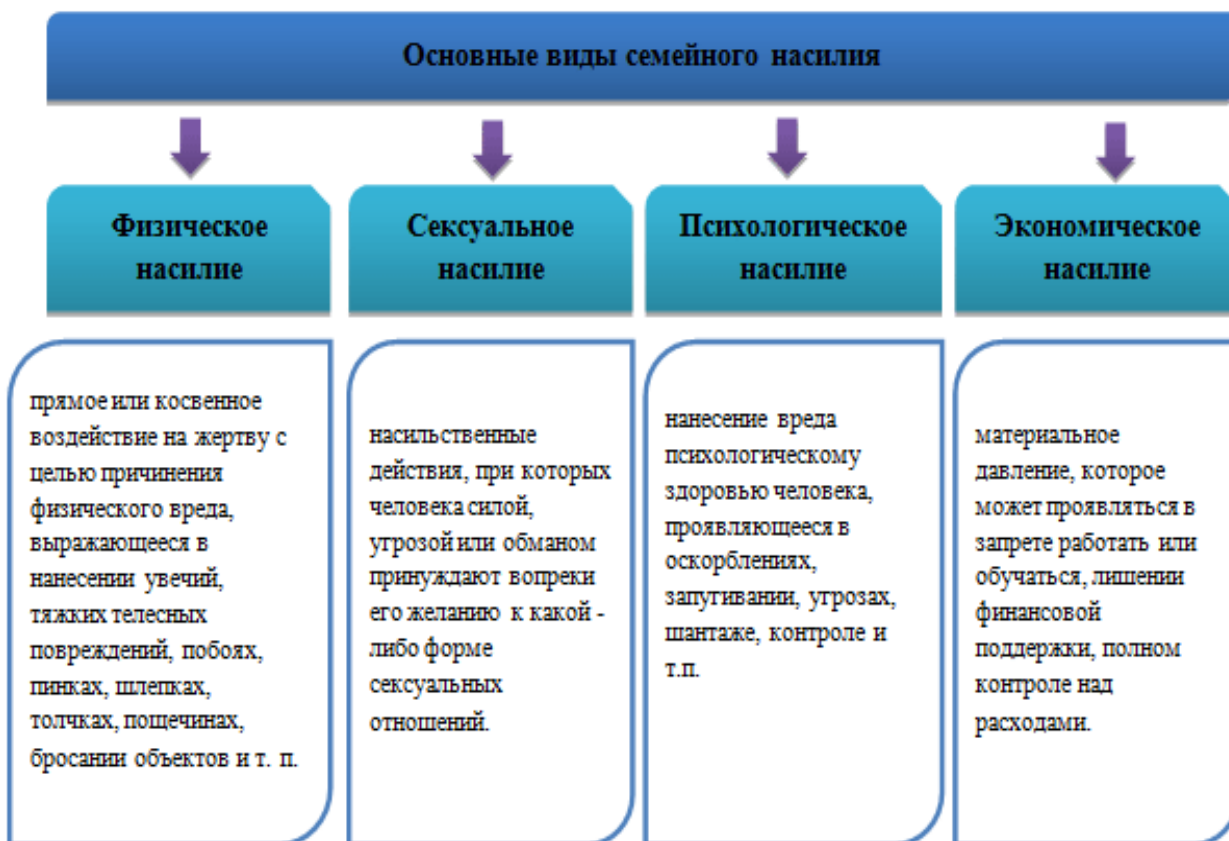 Основные виды семейного насилия
Физическое
насилие
прямое или косвенное
воздействие на жертву с
целью причинения
физического вреда,
выражающееся в
нанесении увечий,
тяжких телесных
повреждений, побоях,
пинках, шлепках,
толчках, пощечинах,
бросании объектов и т. п.
Сексуальное
насилие
насильственные
действия, при которых
человека силой,
угрозой или обманом
принуждают вопреки
его желанию к какой -
либо форме
сексуальных
отношений.
Психологическое
насилие
нанесение вреда
психологическому
здоровью человека,
проявляющееся в
оскорблениях,
запугивании, угрозах,
шантаже, контроле и
т.п.
Экономическое
насилие
материальное
давление, которое
может проявляться в
запрете работать или
обучаться, лишении
финансовой
поддержки, полном
контроле над
расходами.